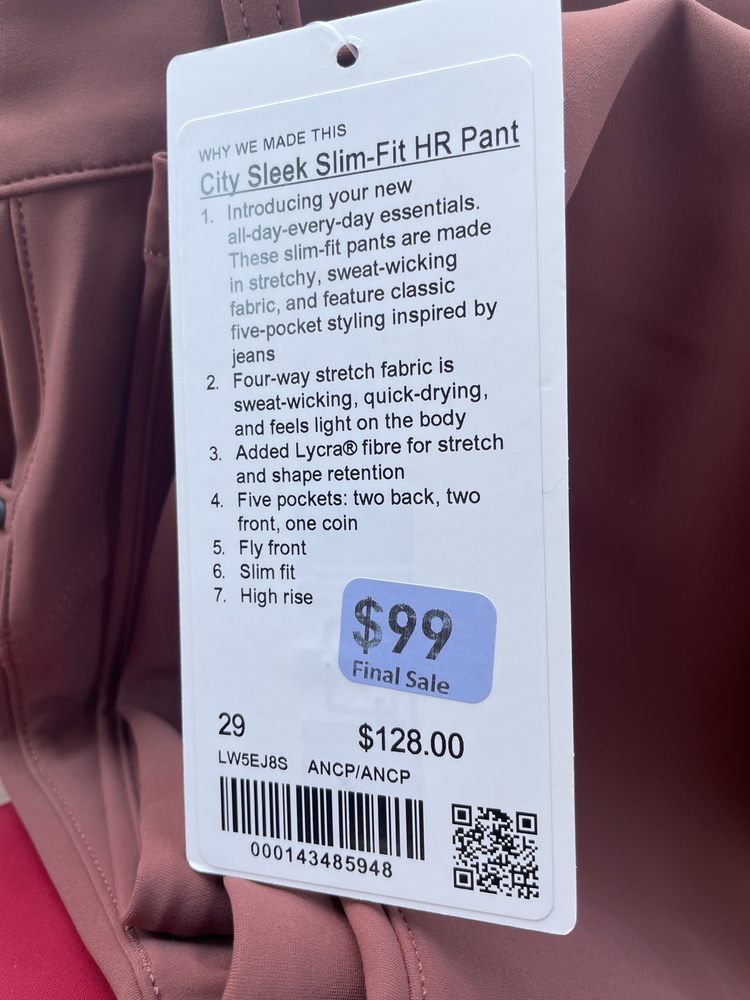 WHY WE MADE THIS
City Sleek Slim-Fit HR Pant
1. Introducing your new
all-day-every-day essentials.
These slim-fit pants are made
in stretchy, sweat-wicking
fabric, and feature classic
five-pocket styling inspired by
jeans
2. Four-way stretch fabric is
sweat-wicking, quick-drying,
and feels light on the body
3. Added Lycra® fibre for stretch
and shape retention
4. Five pockets: two back, two
front, one coin
5. Fly front
6. Slim fit
7. High rise
$99
Final Sale
29 $128.00
LW5EJ8S ANCP/ANCP
000143485948